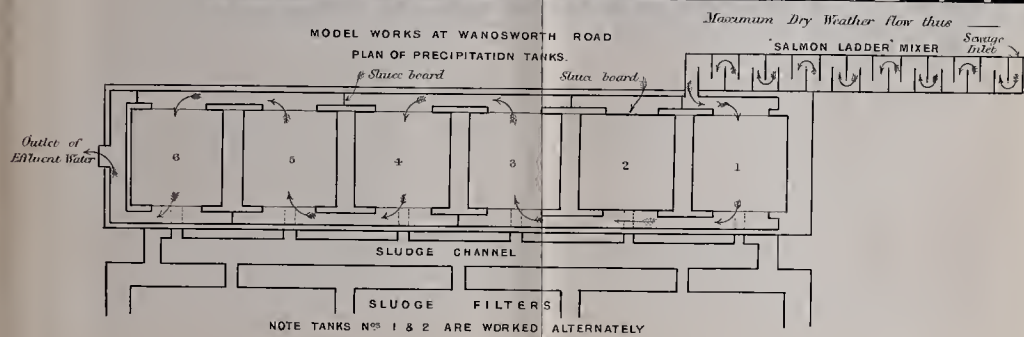 Maximum Dry Weather flow thus
MODEL WORKS AT WANOSWORTH ROAD
PLAN OF PRECIPITATION TANKS.
"SALMON LADDER" MIXER
Sewage
Inlet
Sluice board
Sluice board
Outlet of
Effluent Water
6
5
4
3
2
1
SLUDGE CHANNEL
SLUDGE FILTERS
NOTE TANKS Nos 1 & 2 ARE WORKED ALTERNATELY